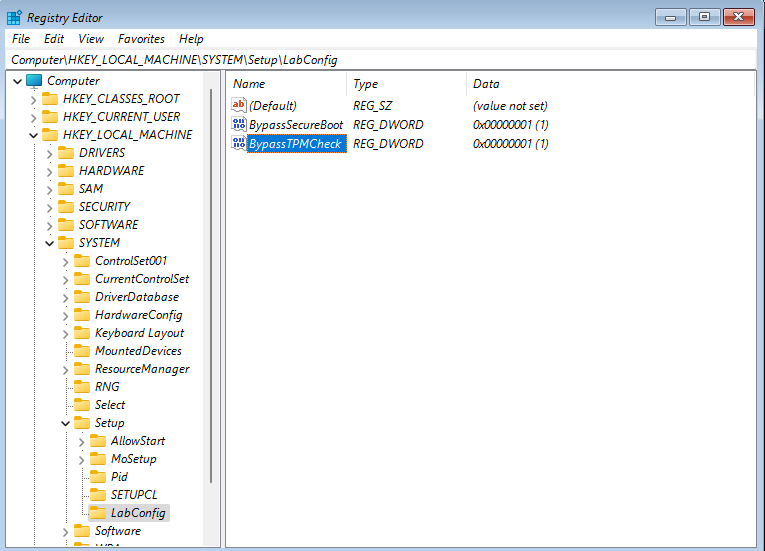 Registry Editor
File Edit View Favorites Help
Computer\HKEY_LOCAL_MACHINE\SYSTEM\Setup\LabConfig
Computer
HKEY_CLASSES_ROOT
HKEY_CURRENT_USER
HKEY_LOCAL_MACHINE
DRIVERS
HARDWARE
SAM
SECURITY
SOFTWARE
SYSTEM
ControlSet001
CurrentControlSet
DriverDatabase
HardwareConfig
Keyboard Layout
MountedDevices
ResourceManager
RNG
Select
Setup
AllowStart
MoSetup
Pid
SETUPCL
LabConfig
Software
Name Type Data
(Default) REG_SZ (value not set)
BypassSecureBoot REG_DWORD 0x00000001 (1)
BypassTPMCheck REG_DWORD 0x00000001 (1)